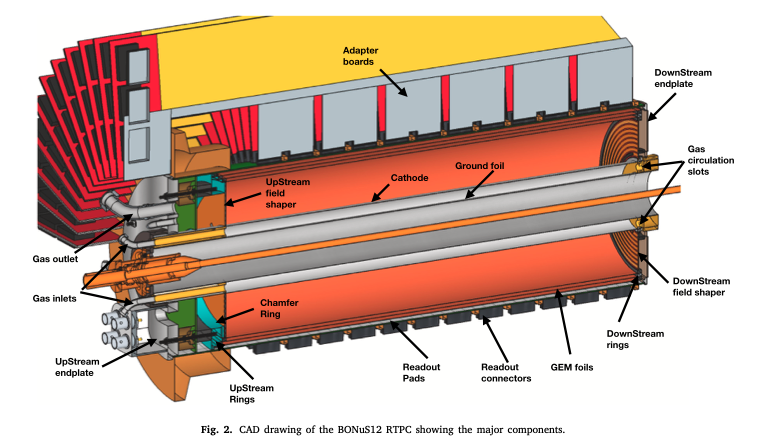 Adapter
boards
DownStream
endplate
Gas
circulation
slots
Ground foil
Cathode
UpStream
field
shaper
Gas outlet
Gas inlets
Chamfer
Ring
DownStream
field shaper
DownStream
rings
UpStream
endplate
Readout
Pads
Readout
connectors
GEM foils
UpStream
Rings
Fig. 2. CAD drawing of the BONuS12 RTPC showing the major components.